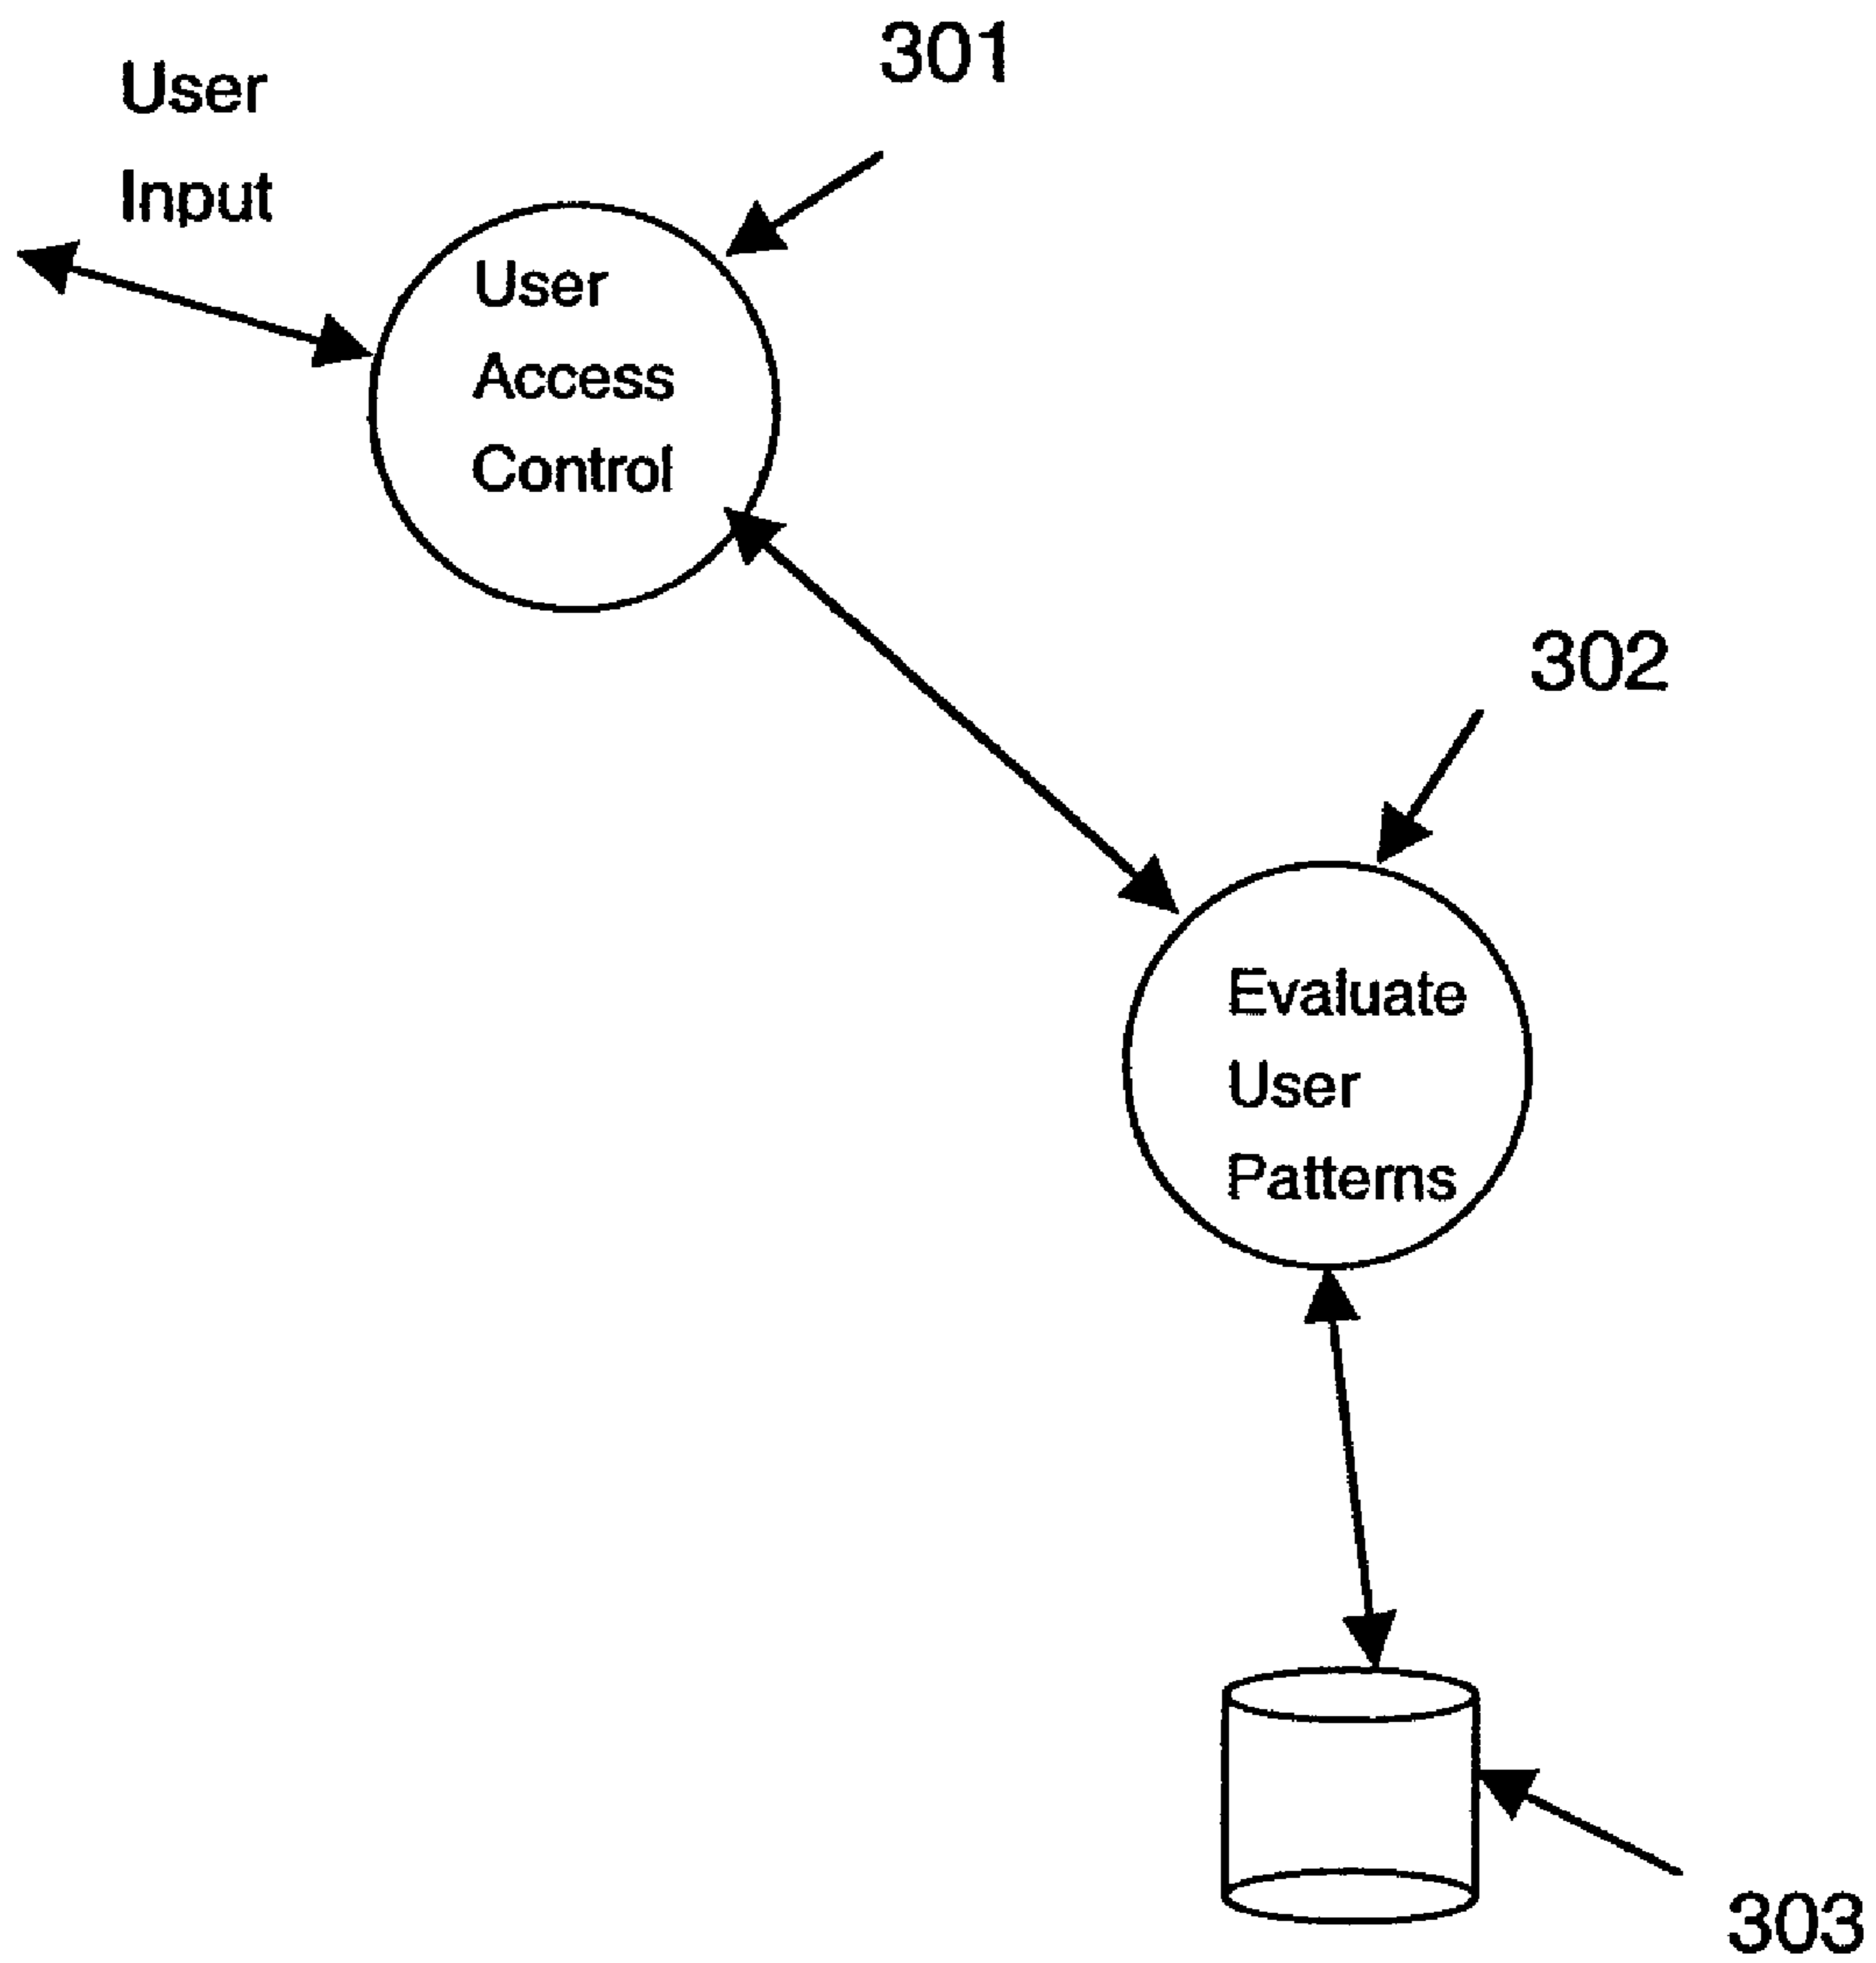 301
User
Input
User
Access
Control
302
Evaluate
User
Patterns
303